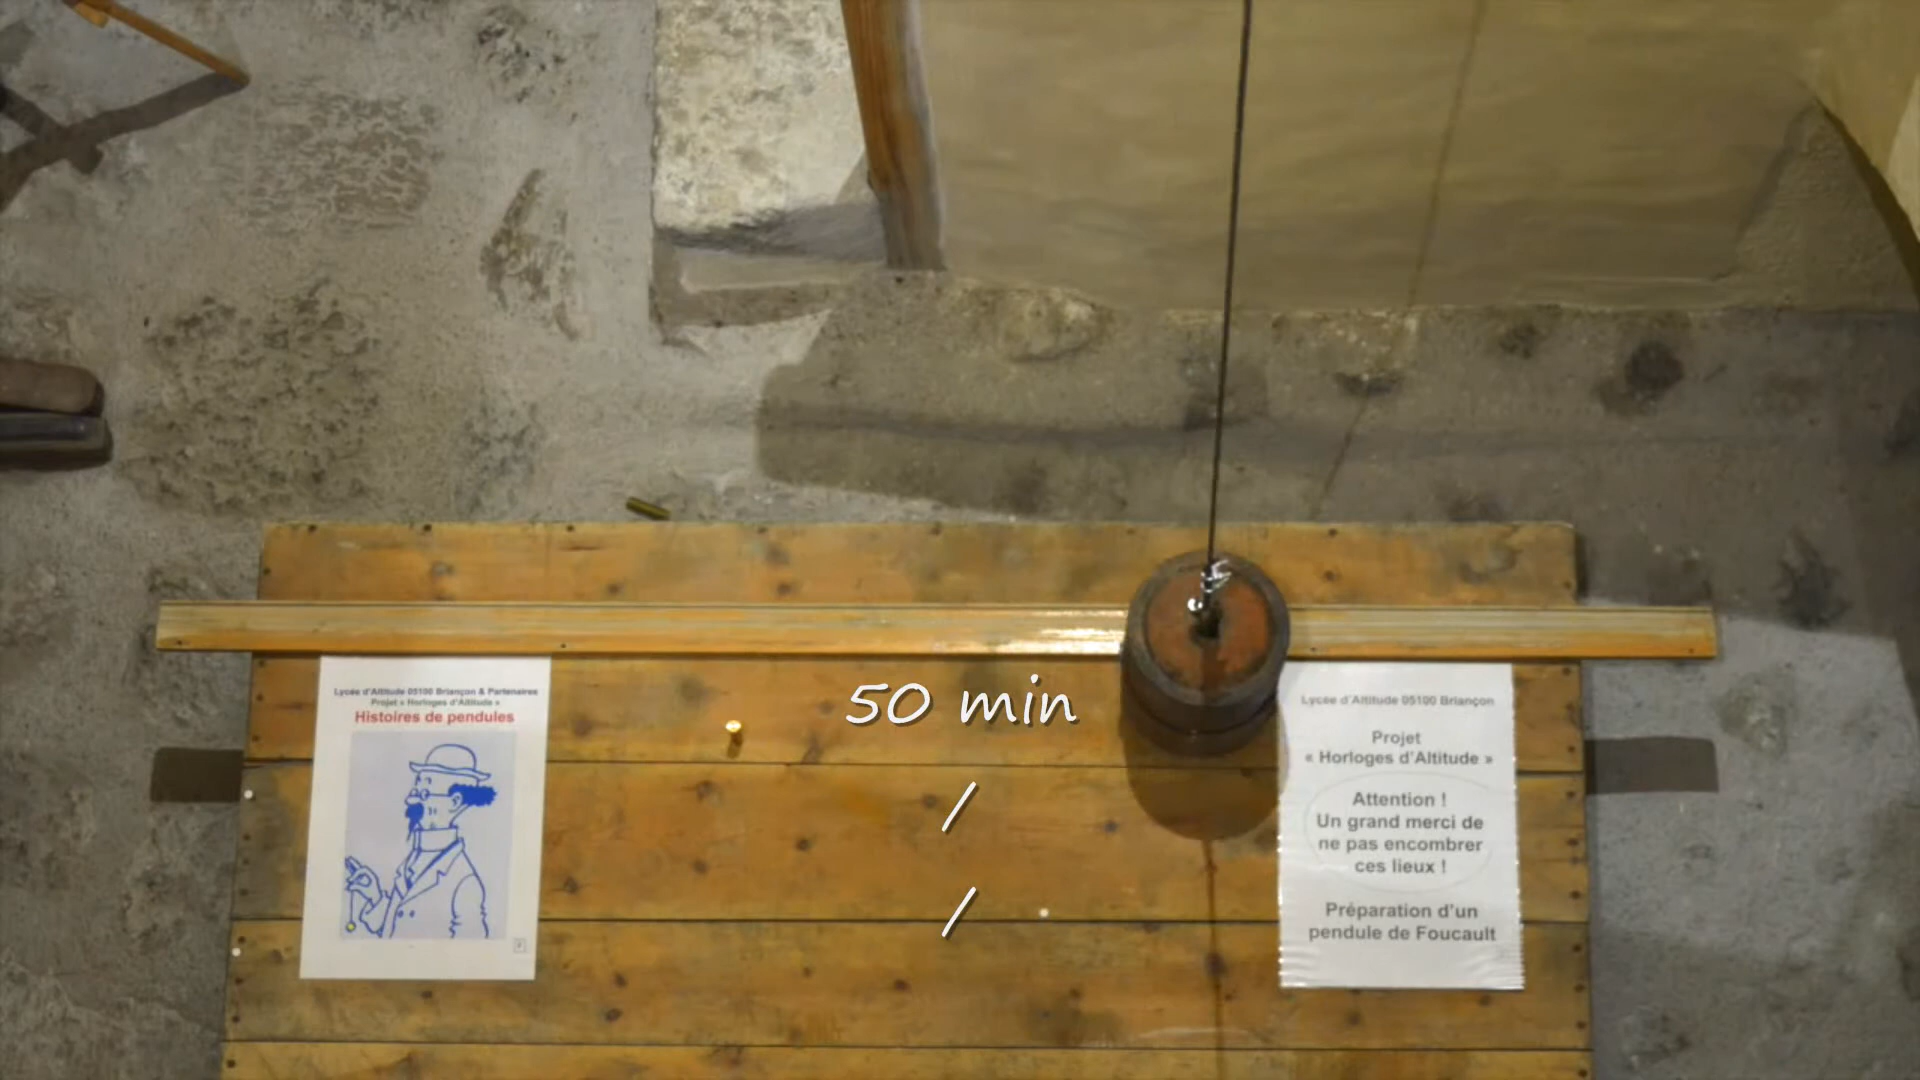 Lycée d'Altitude 05100 Briançon & Partenaires
Projet « Horloges d'Altitude »
Histoires de pendules
50 min
/
/
Lycée d'Altitude 05100 Briançon
Projet
« Horloges d'Altitude »
Attention !
Un grand merci de
ne pas encombrer
ces lieux !
Préparation d'un
pendule de Foucault